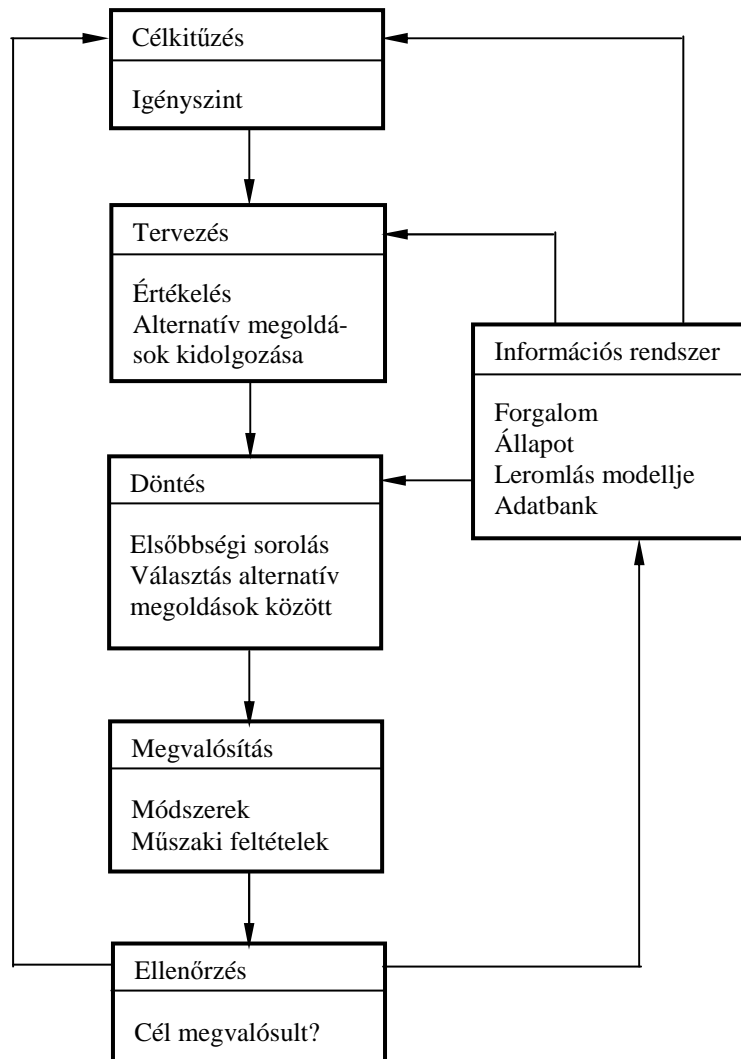 Célkitűzés
Igényszint
Tervezés
Értékelés
Alternatív megoldá-
sok kidolgozása
Információs rendszer
Forgalom
Állapot
Leromlás modellje
Adatbank
Döntés
Elsőbbségi sorolás
Választás alternatív
megoldások között
Megvalósítás
Módszerek
Műszaki feltételek
Ellenőrzés
Cél megvalósult?